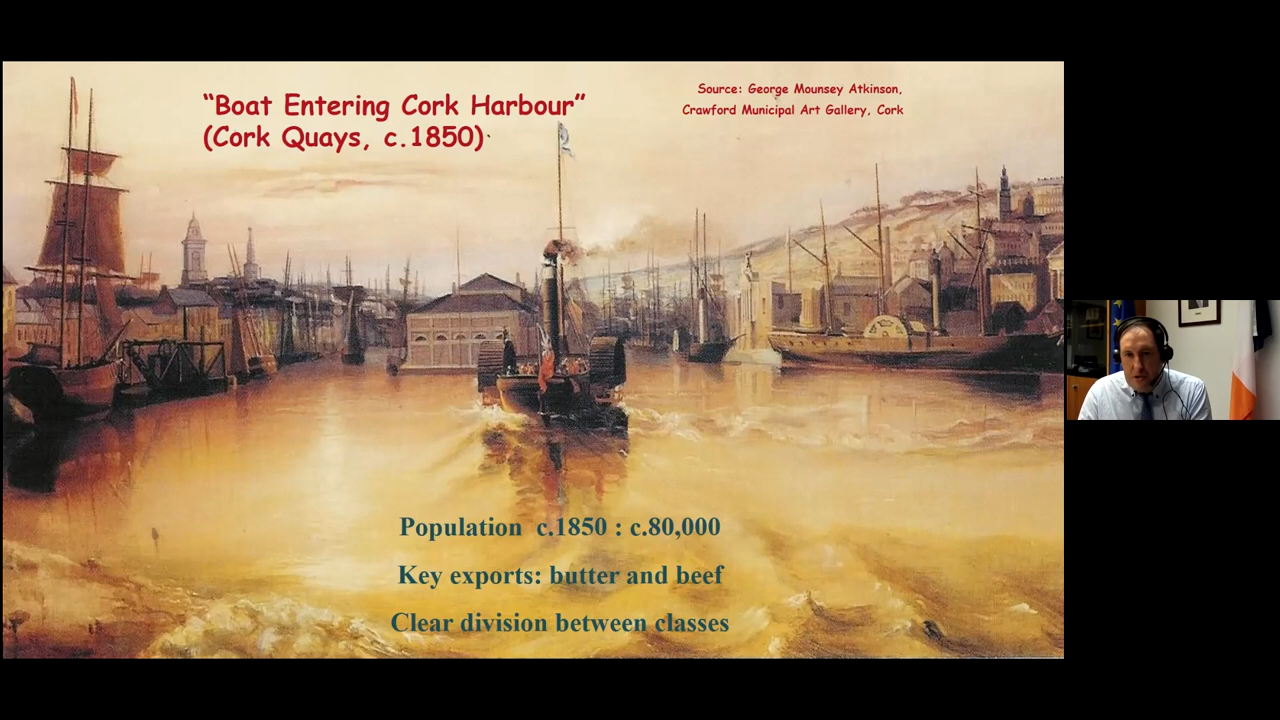 “Boat Entering Cork Harbour”
(Cork Quays, c.1850)
Source: George Mounsey Atkinson,
Crawford Municipal Art Gallery, Cork
Population c.1850 : c.80,000
Key exports: butter and beef
Clear division between classes